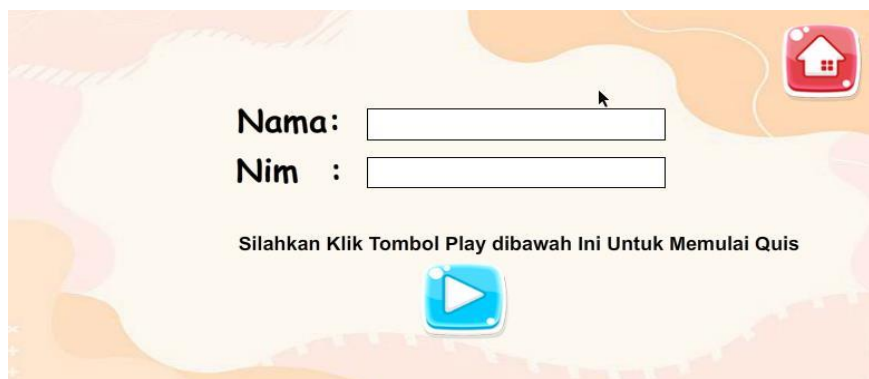 Nama:
Nim :
Silahkan Klik Tombol Play dibawah Ini Untuk Memulai Quis